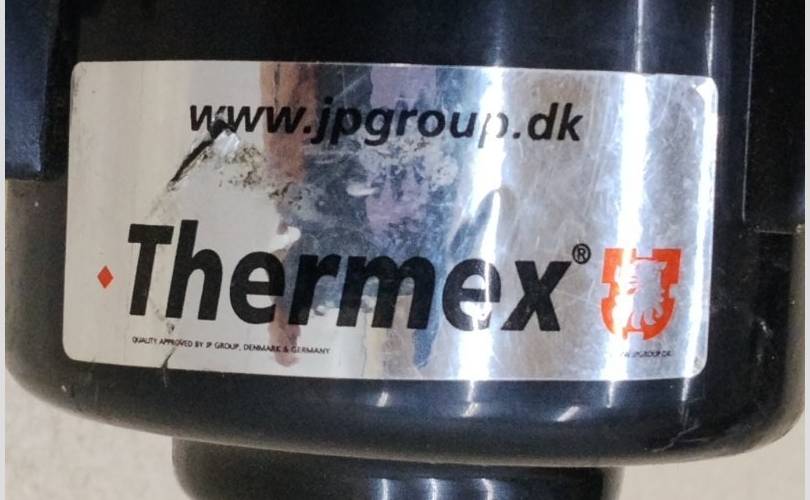 www.jpgroup.dk
Thermex®
QUALITY APPROVED BY JP GROUP, DENMARK & GERMANY